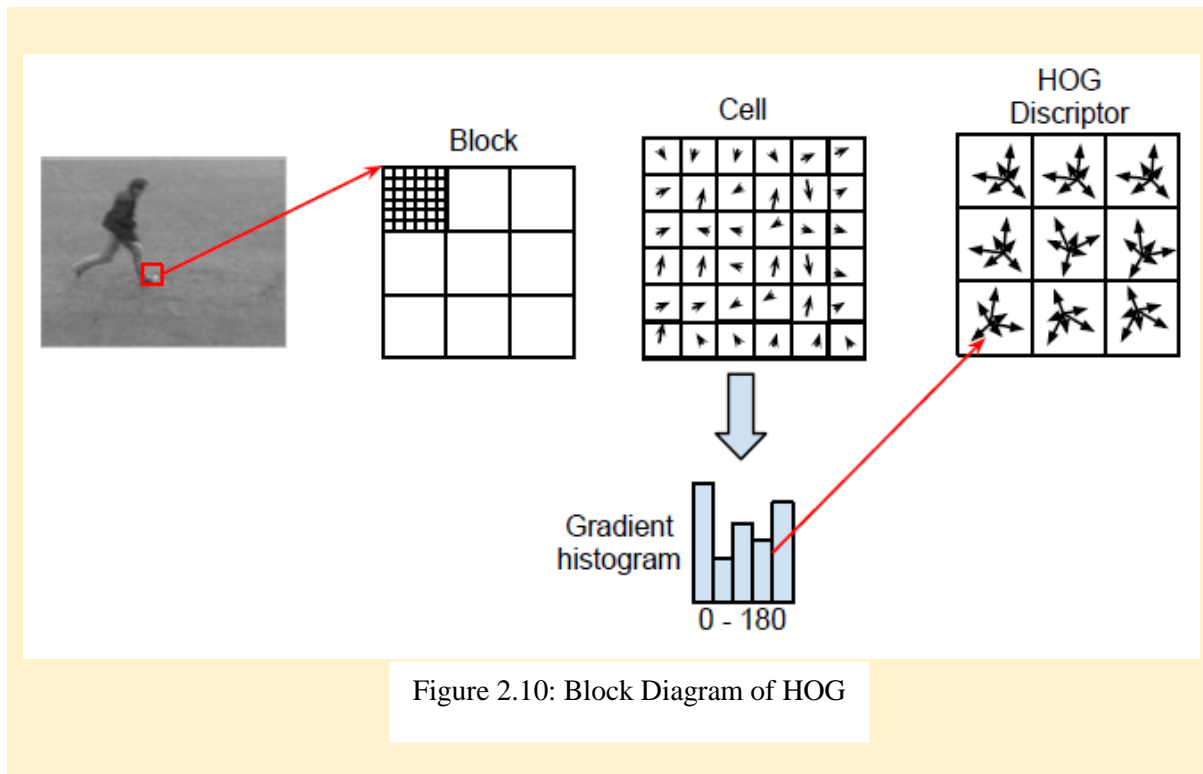 Block
Cell
HOG
Discriptor
Gradient
histogram
0 - 180
Figure 2.10: Block Diagram of HOG